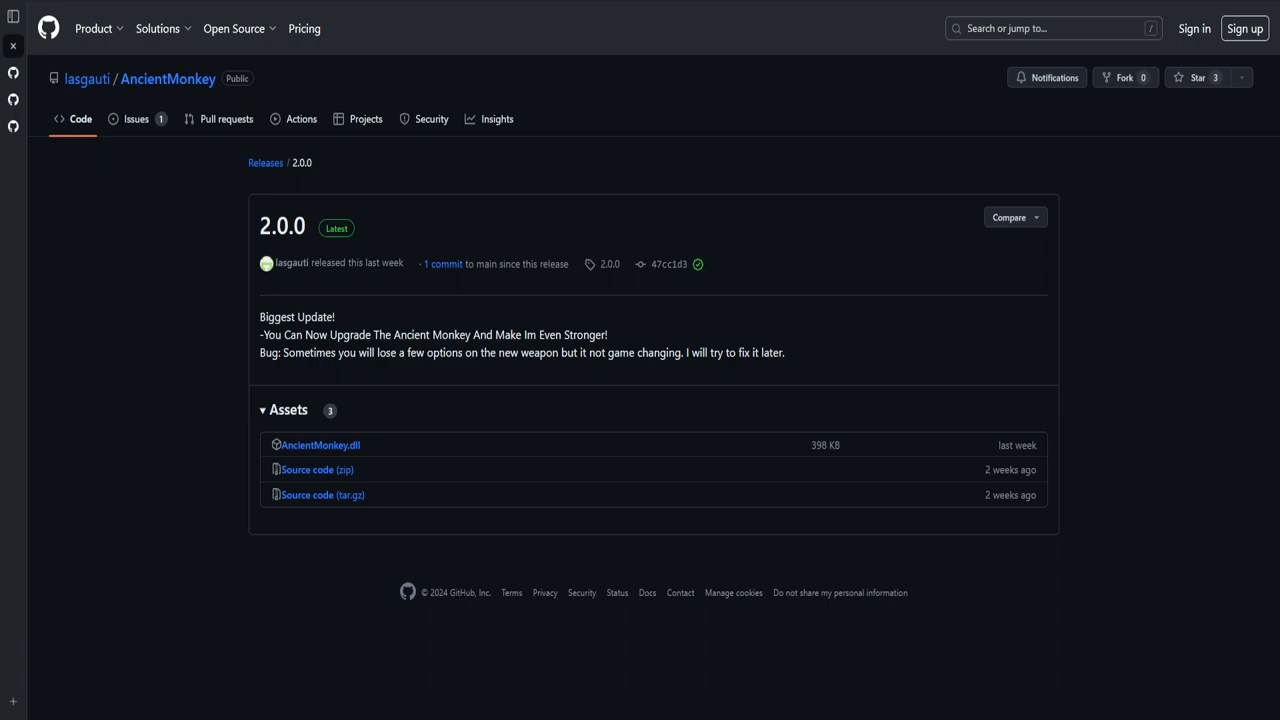 Product Solutions Open Source Pricing Search or jump to... / Sign in Sign up
lasgauti / AncientMonkey Public Notifications Fork 0 Star 3
Code Issues 1 Pull requests Actions Projects Security Insights
Releases / 2.0.0
2.0.0 Latest Compare
lasgauti released this last week · 1 commit to main since this release 2.0.0 47cc1d3
Biggest Update!
-You Can Now Upgrade The Ancient Monkey And Make Im Even Stronger!
Bug: Sometimes you will lose a few options on the new weapon but it not game changing. I will try to fix it later.
Assets 3
AncientMonkey.dll 398 KB last week
Source code (zip) 2 weeks ago
Source code (tar.gz) 2 weeks ago
© 2024 GitHub, Inc. Terms Privacy Security Status Docs Contact Manage cookies Do not share my personal information